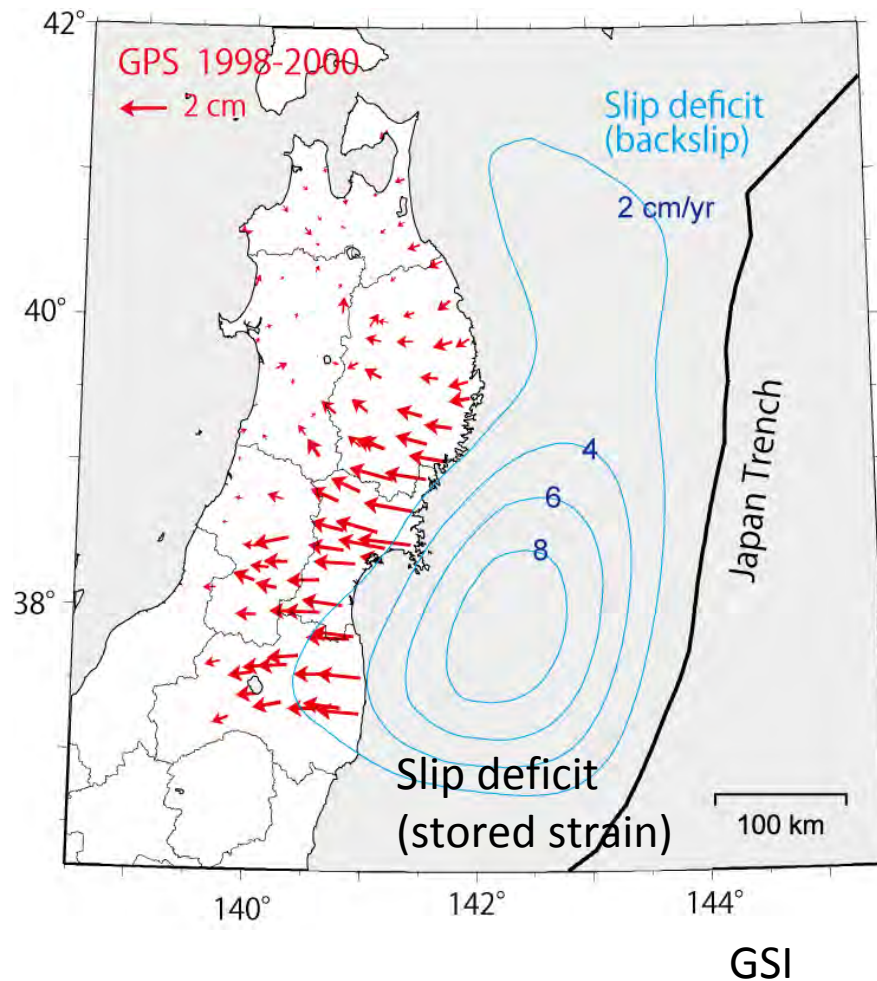 42°
GPS 1998-2000
2 cm
Slip deficit
(backslip)
2 cm/yr
40°
4
6
8
Japan Trench
38°
Slip deficit
(stored strain)
100 km
140°
142°
144°
GSI